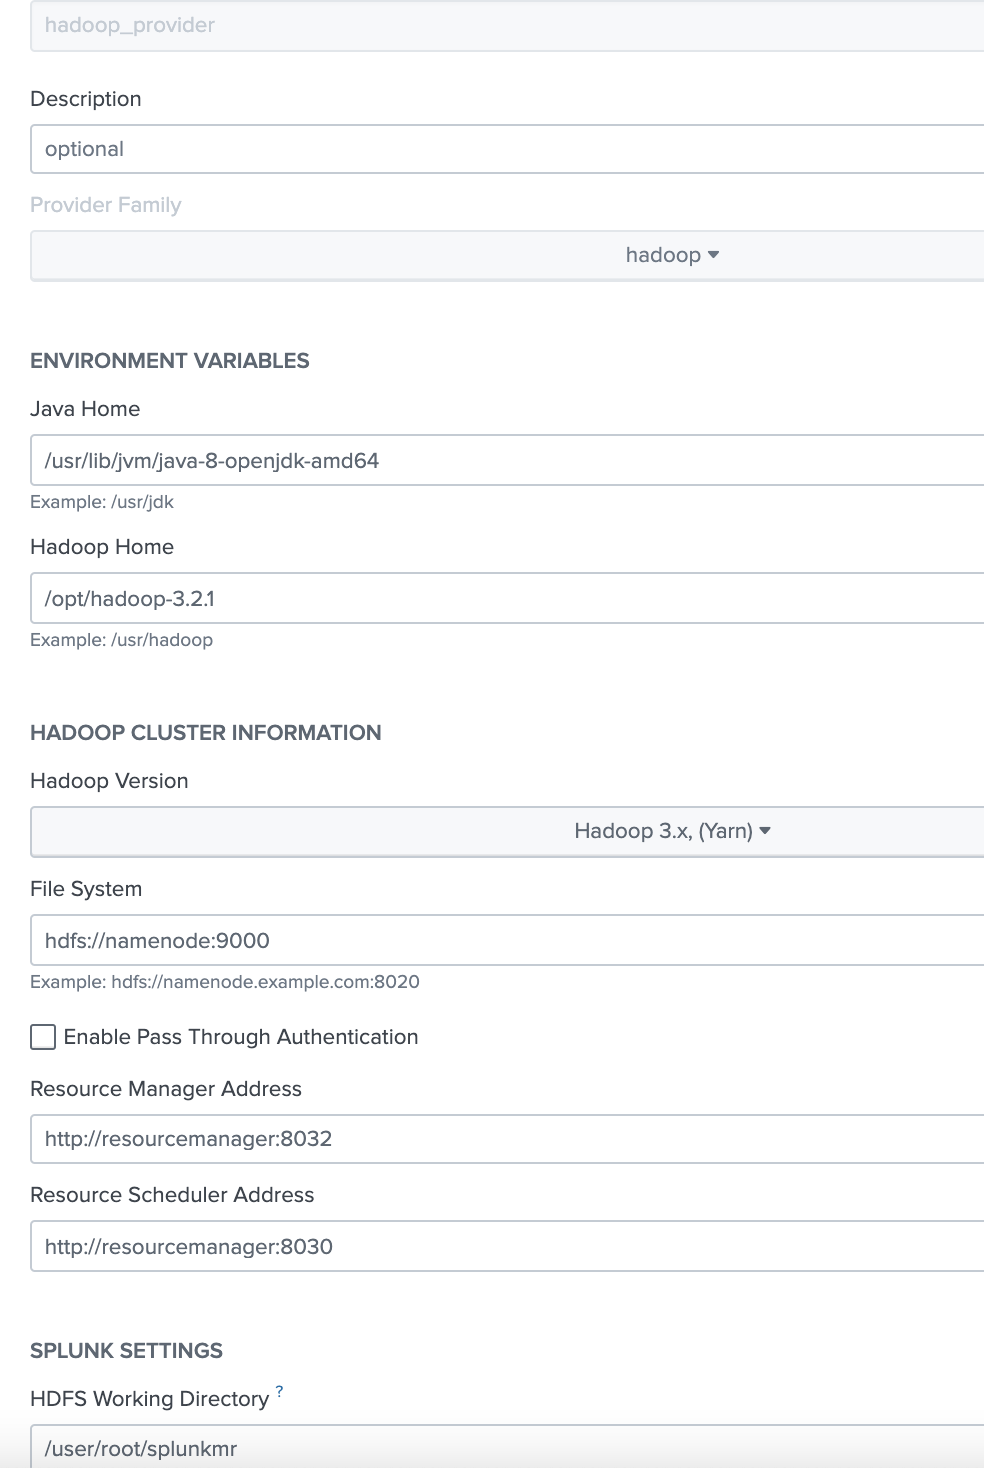 hadoop_provider
Description
optional
Provider Family
hadoop
ENVIRONMENT VARIABLES
Java Home
/usr/lib/jvm/java-8-openjdk-amd64
Example: /usr/jdk
Hadoop Home
/opt/hadoop-3.2.1
Example: /usr/hadoop
HADOOP CLUSTER INFORMATION
Hadoop Version
Hadoop 3.x, (Yarn)
File System
hdfs://namenode:9000
Example: hdfs://namenode.example.com:8020
Enable Pass Through Authentication
Resource Manager Address
http://resourcemanager:8032
Resource Scheduler Address
http://resourcemanager:8030
SPLUNK SETTINGS
HDFS Working Directory ?
/user/root/splunkmr